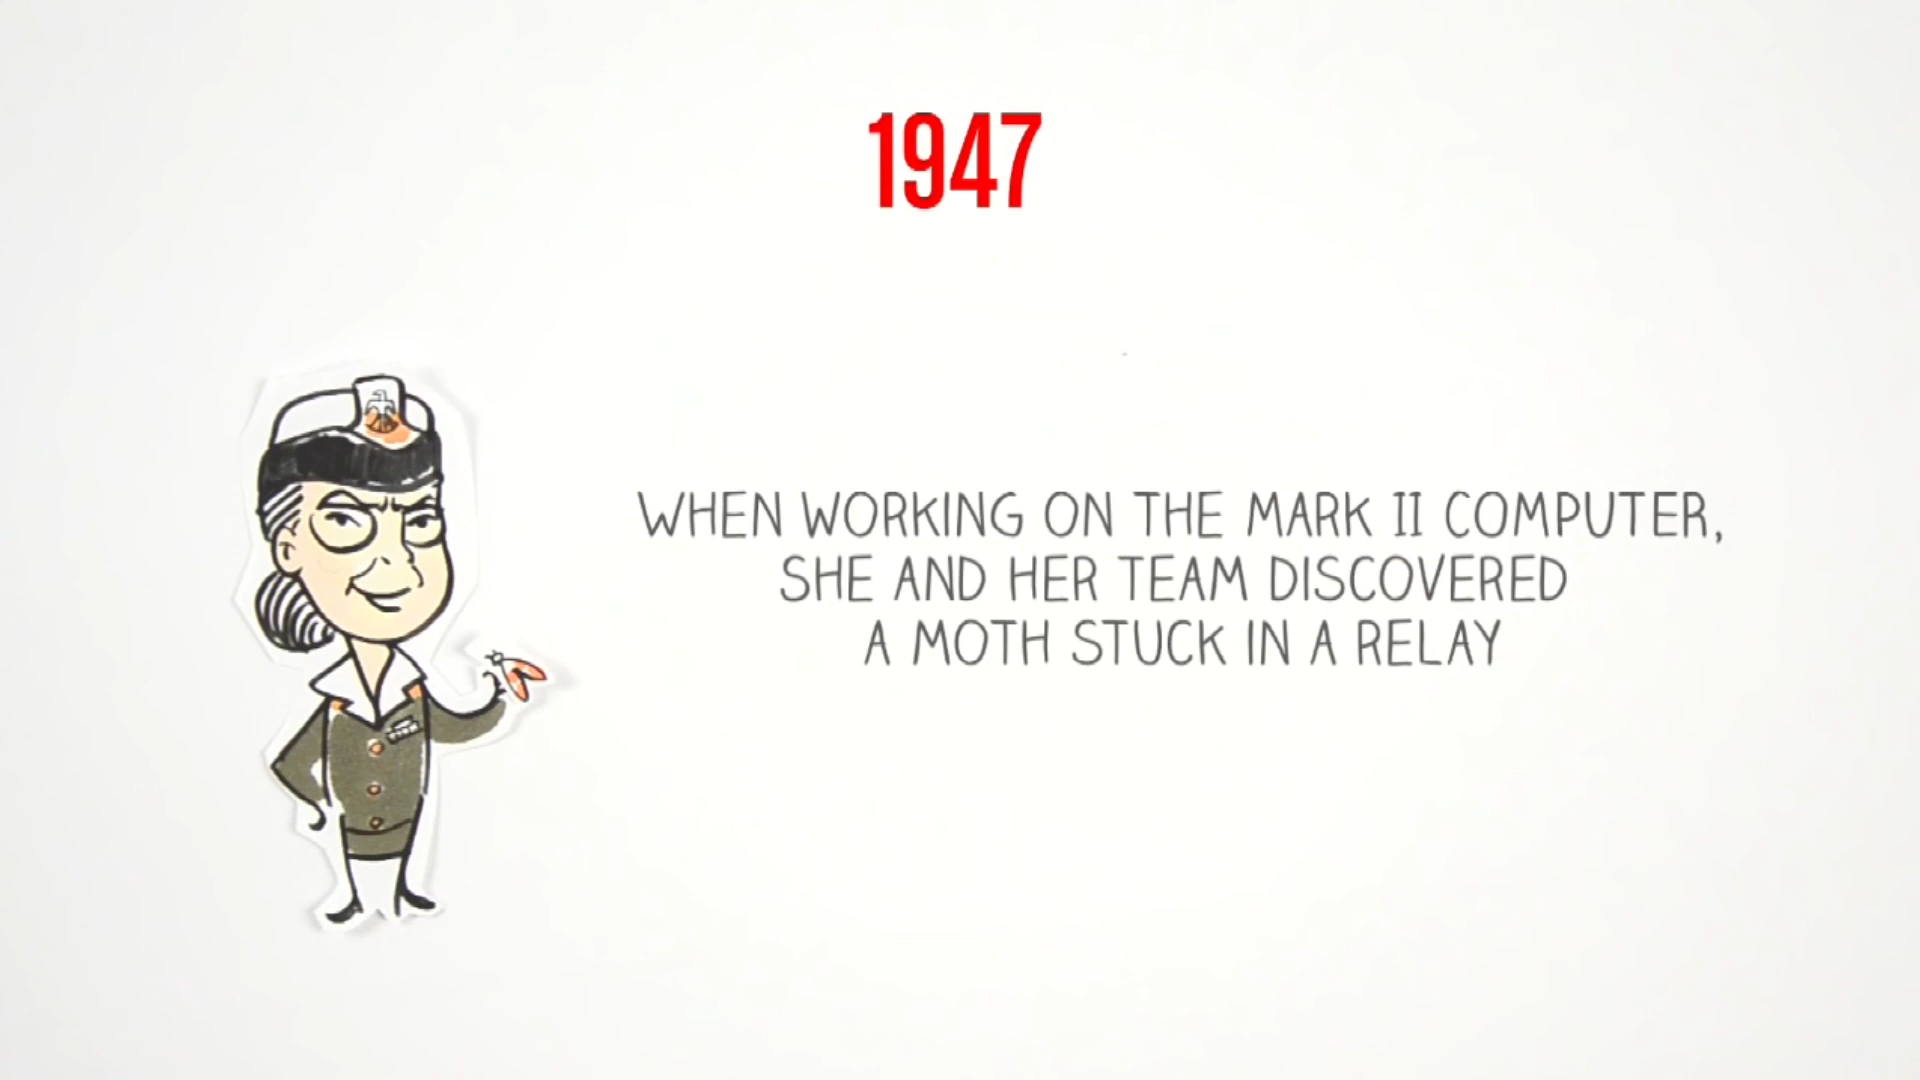 1947
WHEN WORKING ON THE MARK II COMPUTER,
SHE AND HER TEAM DISCOVERED
A MOTH STUCK IN A RELAY